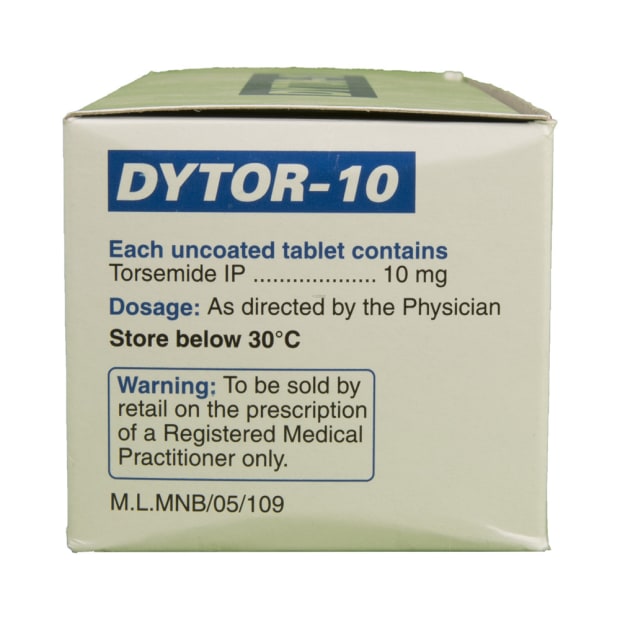 DYTOR-10
Each uncoated tablet contains
Torsemide IP ................... 10 mg
Dosage: As directed by the Physician
Store below 30°C
Warning: To be sold by
retail on the prescription
of a Registered Medical
Practitioner only.
M.L.MNB/05/109